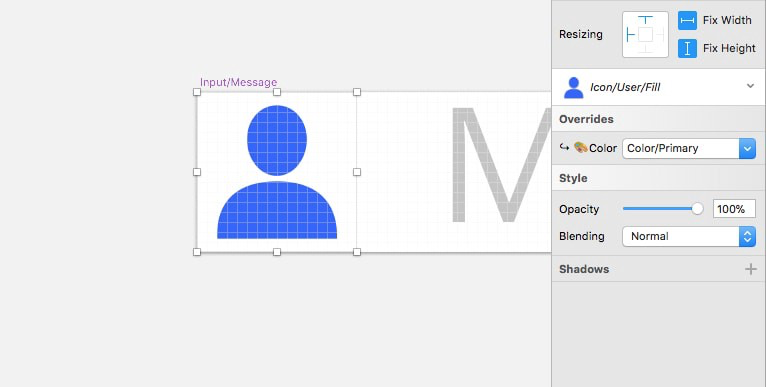 Resizing
Fix Width
Fix Height
Input/Message
M
Icon/User/Fill
Overrides
Color
Color/Primary
Style
Opacity
100%
Blending
Normal
Shadows